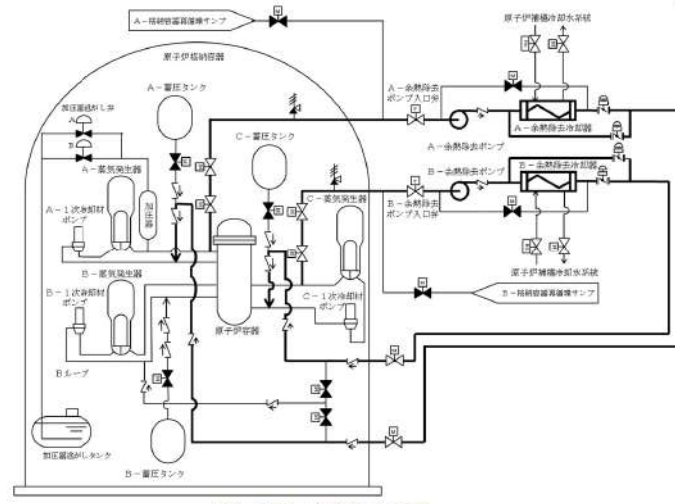 A-格納容器再循環サンプ
原子炉補機冷却水系統
原子炉格納容器
A-蓄圧タンク
加圧器逃がし弁
A
B
A-余熱除去
ポンプ入口弁
A-余熱除去冷却器
A-余熱除去ポンプ
C-蓄圧タンク
B-余熱除去ポンプ
B-余熱除去冷却器
A-蒸気発生器
C-蒸気発生器
B-余熱除去
ポンプ入口弁
A-1次冷却材
ポンプ
加圧器
原子炉補機冷却水系統
B-蒸気発生器
B-1次冷却材
ポンプ
C-1次冷却材
ポンプ
B-格納容器再循環サンプ
原子炉容器
Bループ
加圧器逃がしタンク
B-蓄圧タンク